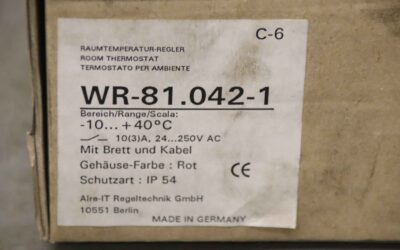 C-6
RAUMTEMPERATUR-REGLER
ROOM THERMOSTAT
TERMOSTATO PER AMBIENTE
WR-81.042-1
Bereich/Range/Scala:
-10...+40°C
10(3)A, 24...250V AC
Mit Brett und Kabel
Gehäuse-Farbe : Rot
Schutzart : IP 54
CE
Alre-IT Regeltechnik GmbH
10551 Berlin
MADE IN GERMANY